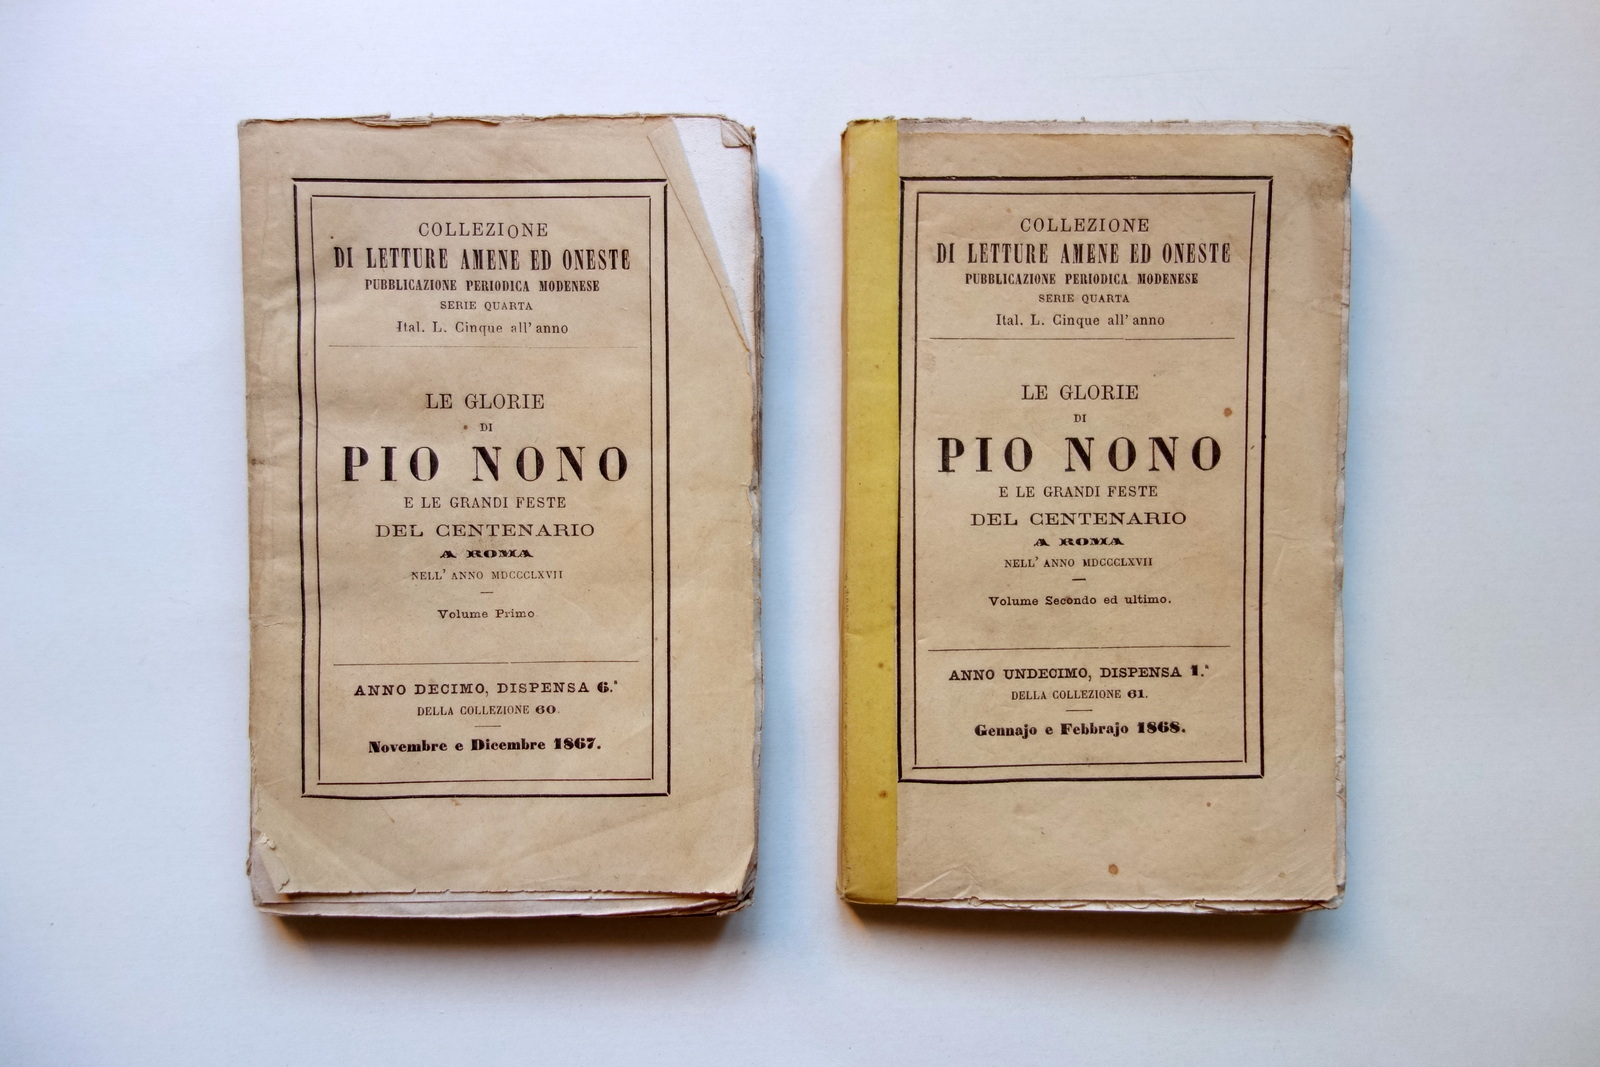 COLLEZIONE
DI LETTURE AMENE ED ONESTE
PUBBLICAZIONE PERIODICA MODENESE
SERIE QUARTA
Ital. L. Cinque all' anno
LE GLORIE
DI
PIO NONO
E LE GRANDI FESTE
DEL CENTENARIO
A ROMA
NELL' ANNO MDCCCLXVII
Volume Primo
ANNO DECIMO, DISPENSA 6.ª
DELLA COLLEZIONE 60.
Novembre e Dicembre 1867.
COLLEZIONE
DI LETTURE AMENE ED ONESTE
PUBBLICAZIONE PERIODICA MODENESE
SERIE QUARTA
Ital. L. Cinque all' anno
LE GLORIE
DI
PIO NONO
E LE GRANDI FESTE
DEL CENTENARIO
A ROMA
NELL' ANNO MDCCCLXVII
Volume Secondo ed ultimo.
ANNO UNDECIMO, DISPENSA 1.ª
DELLA COLLEZIONE 61.
Gennajo e Febbrajo 1868.